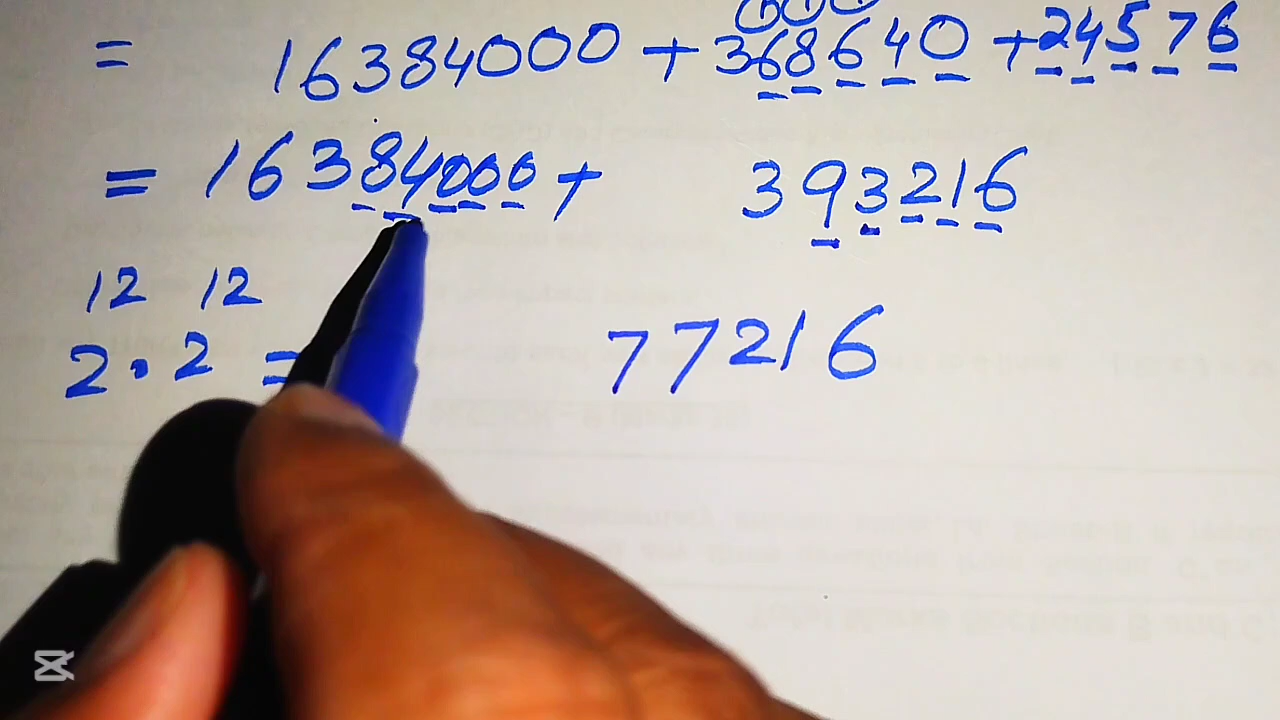 = 16384000 + 368640 + 24576
= 16384000 + 393216
12 12
2 . 2 = 77216